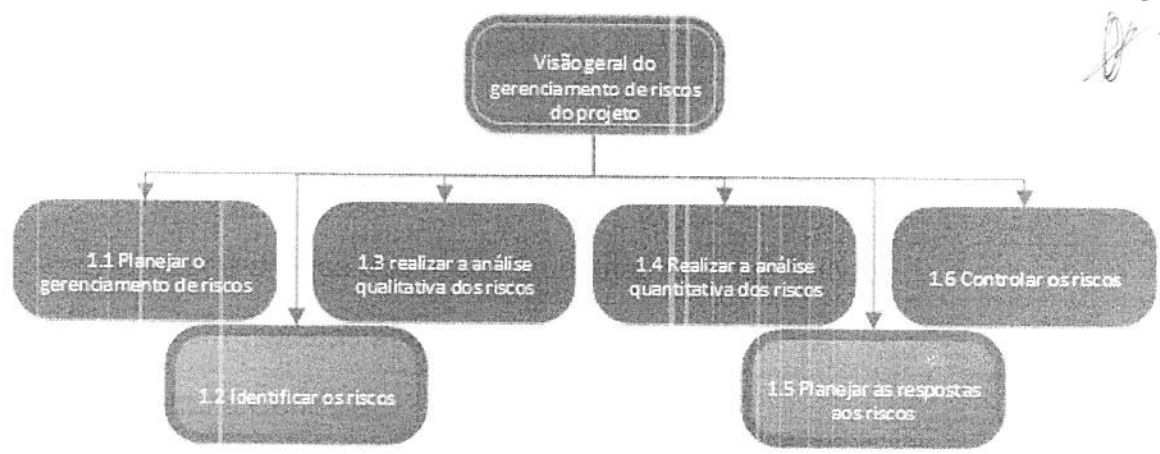 Visão geral do
gerenciamento de riscos
do projeto
1.1 Planejar o
gerenciamento de riscos
1.2 Identificar os riscos
1.3 realizar a análise
qualitativa dos riscos
1.4 Realizar a análise
quantitativa dos riscos
1.5 Planejar as respostas
aos riscos
1.6 Controlar os riscos